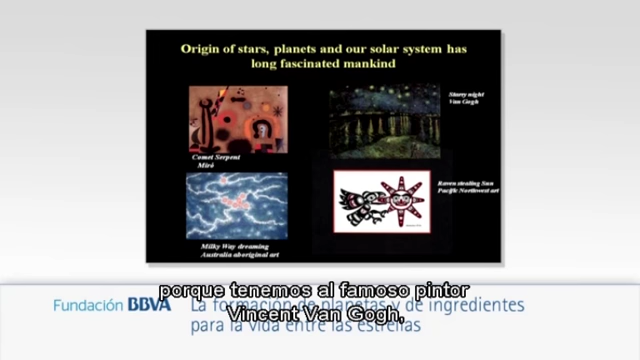 Origin of stars, planets and our solar system has
long fascinated mankind
Starry night
Van Gogh
Comet Serpent
Miró
Raven stealing Sun
Pacific Northwest art
Milky Way dreaming
Australia aboriginal art
porque tenemos al famoso pintor
Vincent Van Gogh,
Fundación BBVA
La formación de planetas y de ingredientes
para la vida entre las estrellas